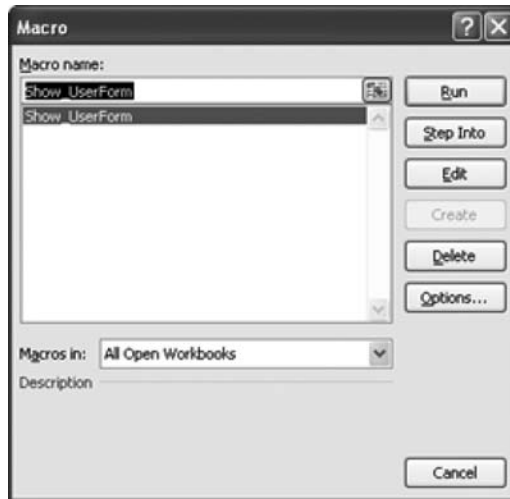 Macro
Macro name:
Show_UserForm
Show_UserForm
Run
Step Into
Edit
Create
Delete
Options...
Macros in: All Open Workbooks
Description
Cancel